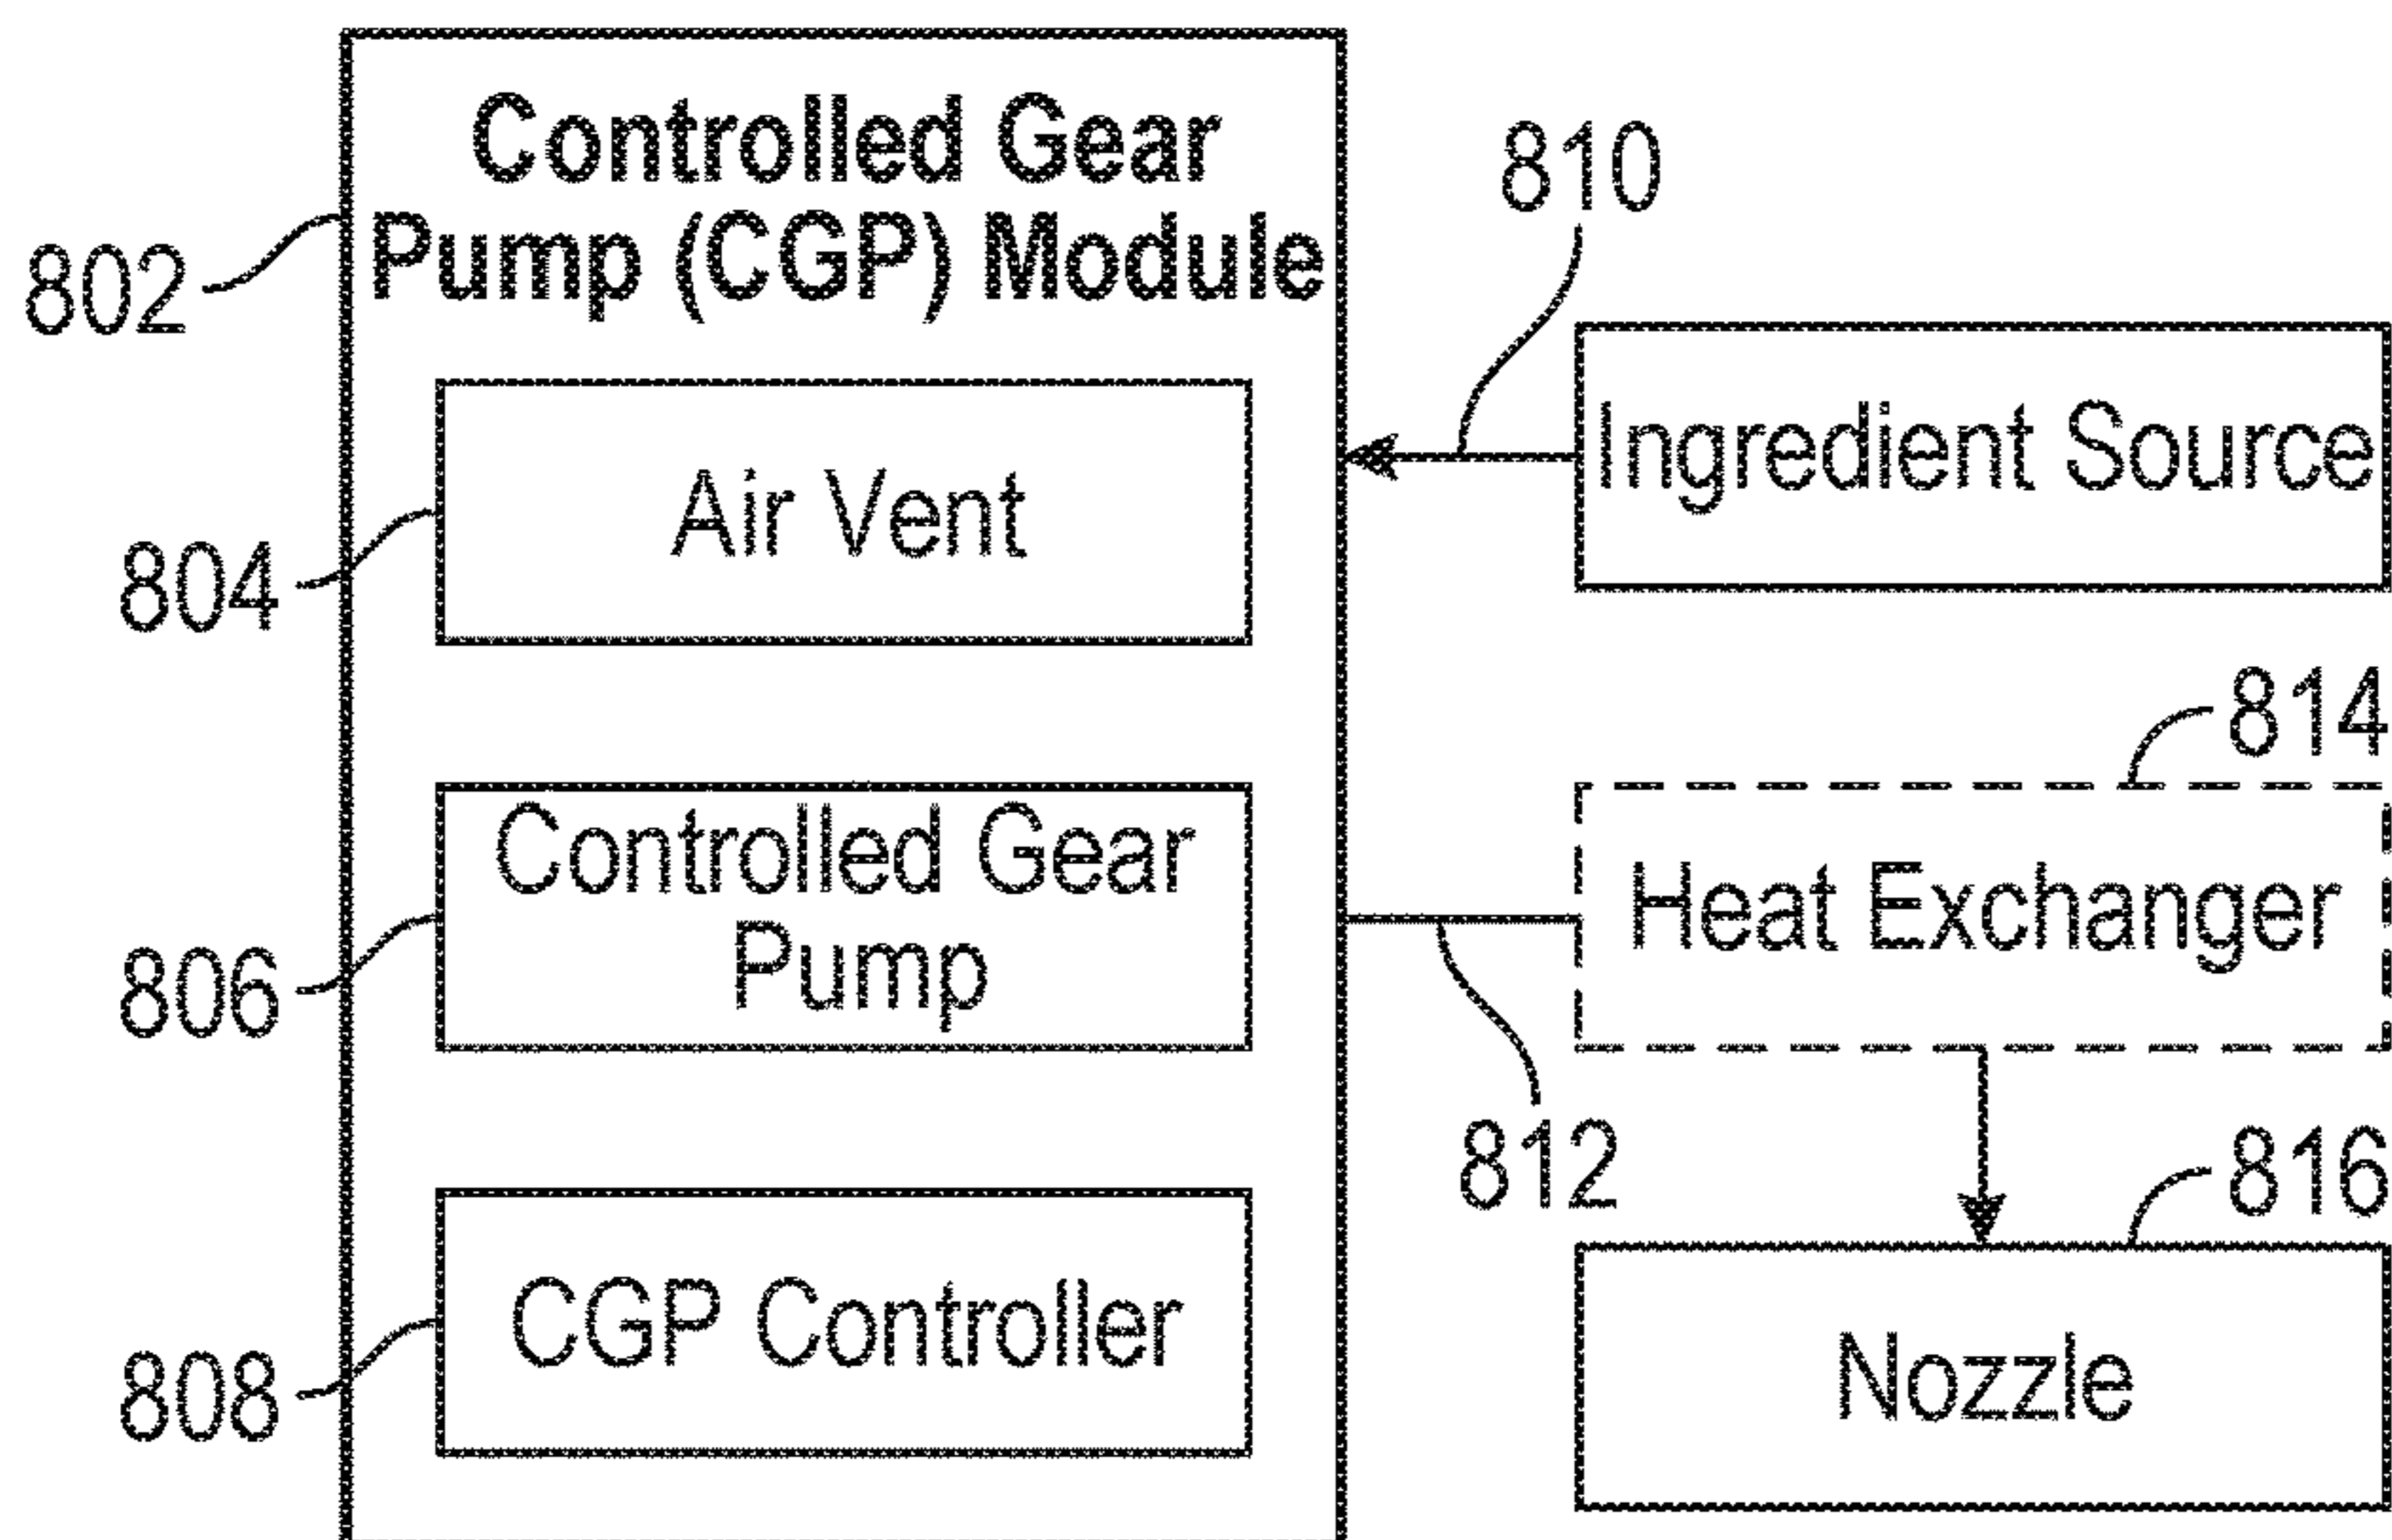 Controlled Gear
Pump (CGP) Module
802
Air Vent
804
Controlled Gear
Pump
806
CGP Controller
808
810
Ingredient Source
814
Heat Exchanger
812
816
Nozzle